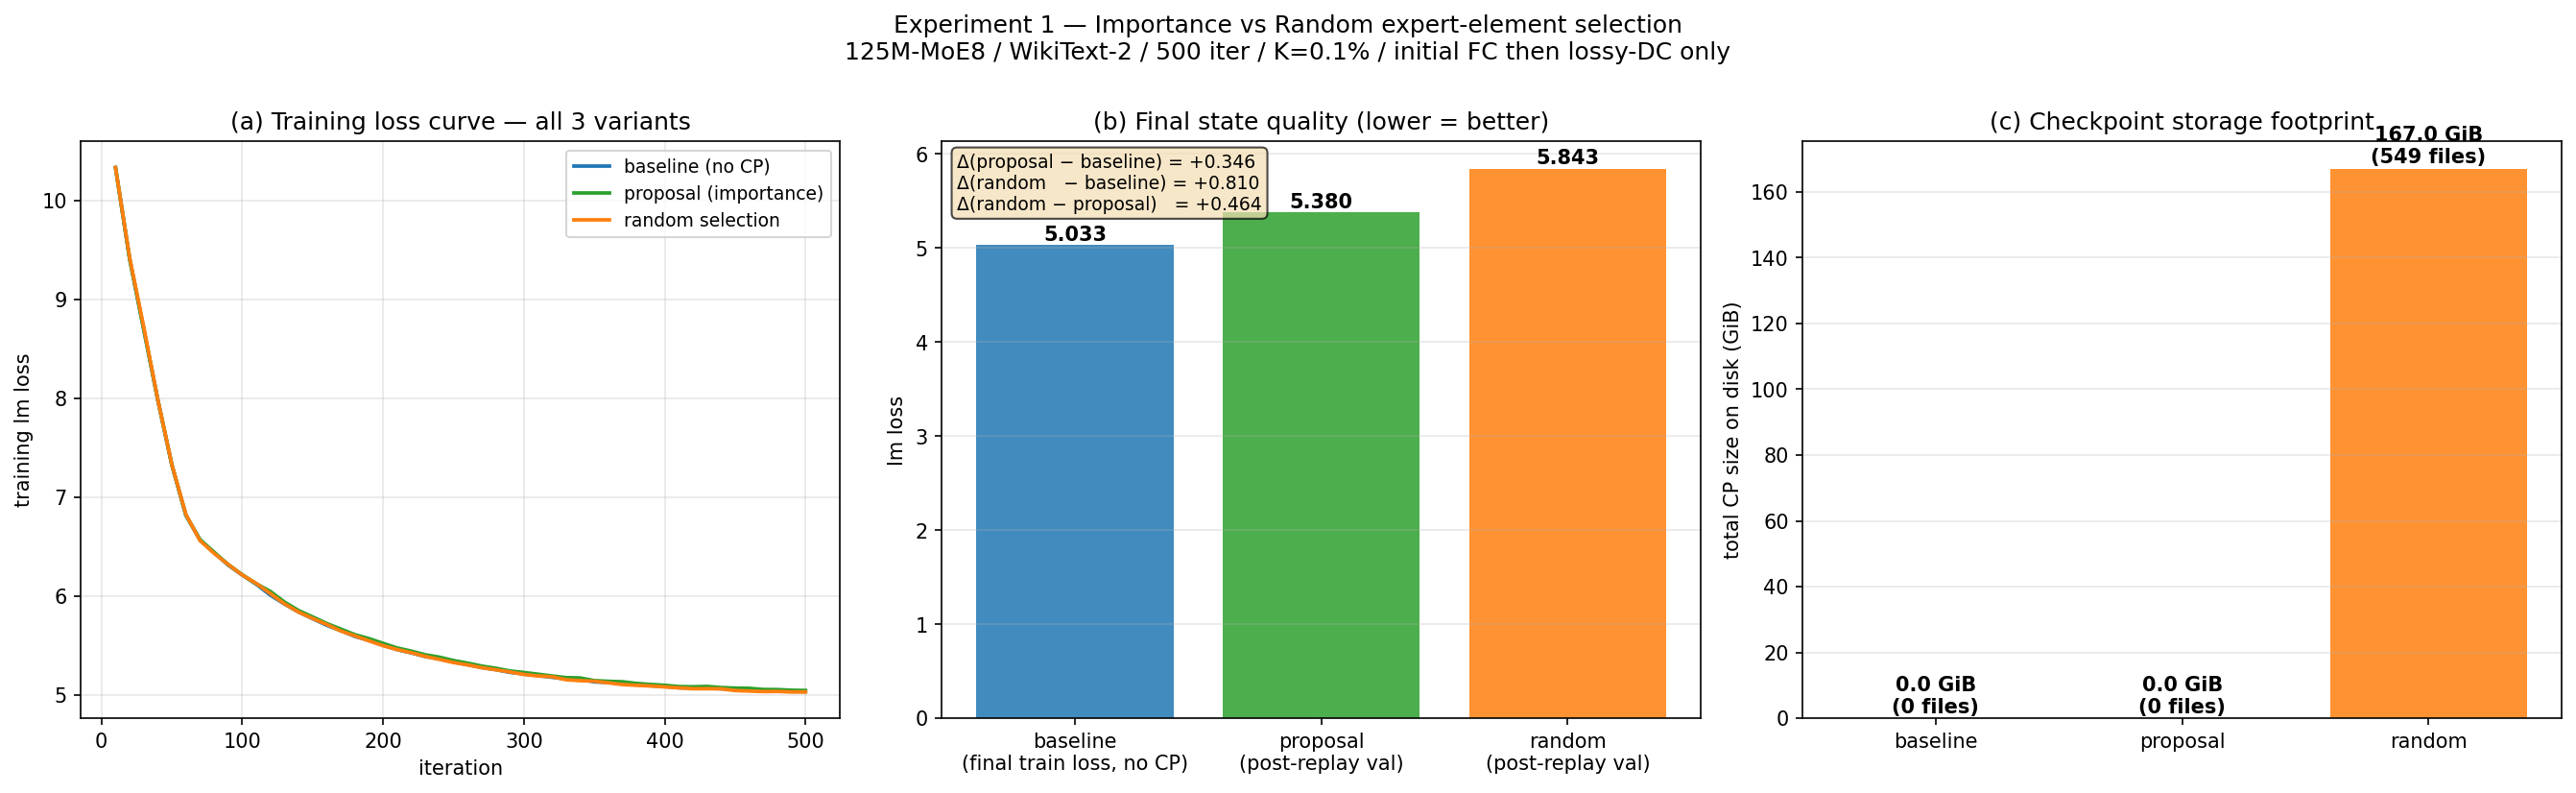 Experiment 1 — Importance vs Random expert-element selection
125M-MoE8 / WikiText-2 / 500 iter / K=0.1% / initial FC then lossy-DC only
(a) Training loss curve — all 3 variants
baseline (no CP)
proposal (importance)
random selection
10
9
8
7
6
5
training lm loss
0
100
200
300
400
500
iteration
(b) Final state quality (lower = better)
Δ(proposal − baseline) = +0.346
Δ(random   − baseline) = +0.810
Δ(random − proposal)   = +0.464
5.033
5.380
5.843
6
5
4
3
2
1
0
lm loss
baseline
(final train loss, no CP)
proposal
(post-replay val)
random
(post-replay val)
(c) Checkpoint storage footprint
167.0 GiB
(549 files)
0.0 GiB
(0 files)
0.0 GiB
(0 files)
160
140
120
100
80
60
40
20
0
total CP size on disk (GiB)
baseline
proposal
random